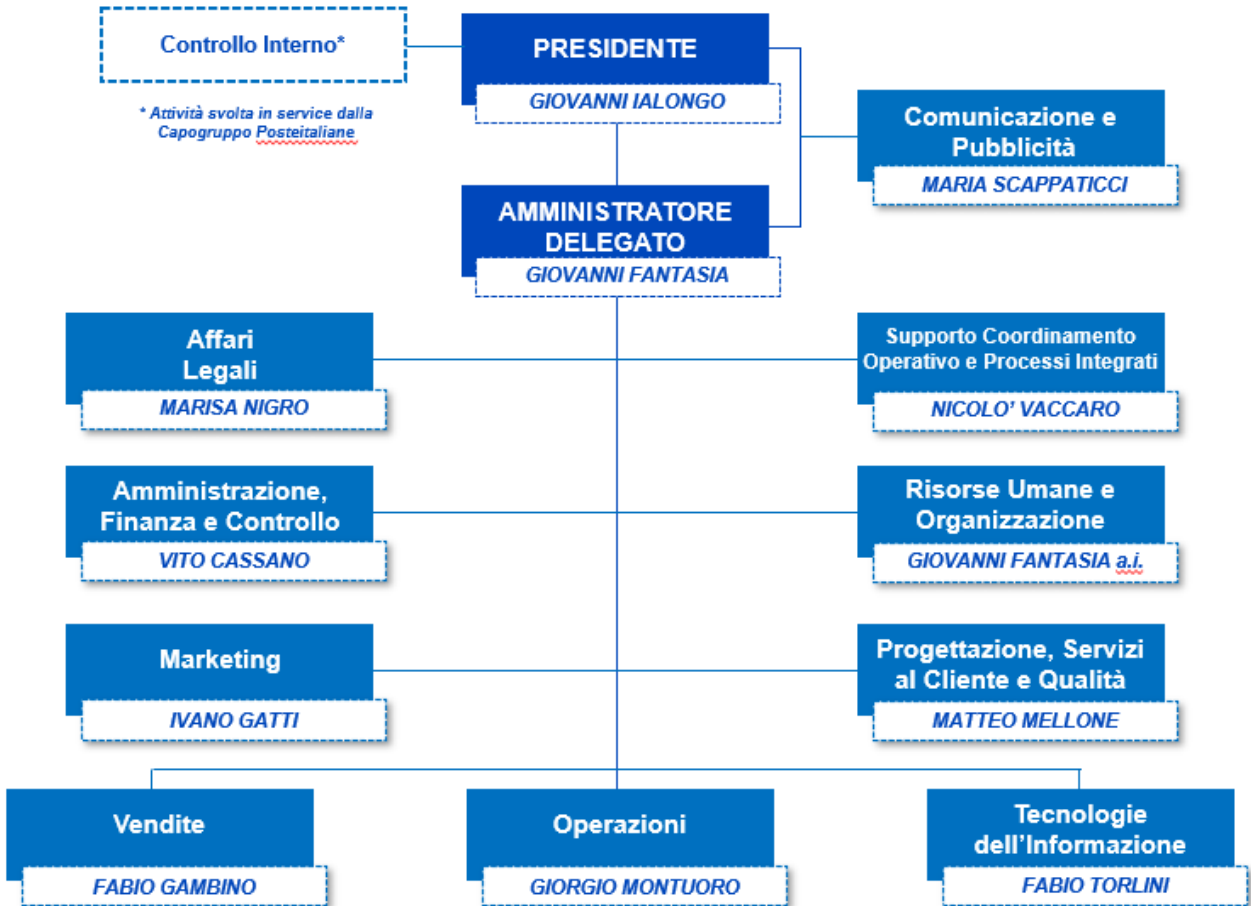 Controllo Interno*
* Attività svolta in service dalla
Capogruppo Posteitaliane
PRESIDENTE
GIOVANNI IALONGO
Comunicazione e
Pubblicità
MARIA SCAPPATICCI
AMMINISTRATORE
DELEGATO
GIOVANNI FANTASIA
Affari
Legali
MARISA NIGRO
Supporto Coordinamento
Operativo e Processi Integrati
NICOLO’ VACCARO
Amministrazione,
Finanza e Controllo
VITO CASSANO
Risorse Umane e
Organizzazione
GIOVANNI FANTASIA a.i.
Marketing
IVANO GATTI
Progettazione, Servizi
al Cliente e Qualità
MATTEO MELLONE
Vendite
FABIO GAMBINO
Operazioni
GIORGIO MONTUORO
Tecnologie
dell’Informazione
FABIO TORLINI